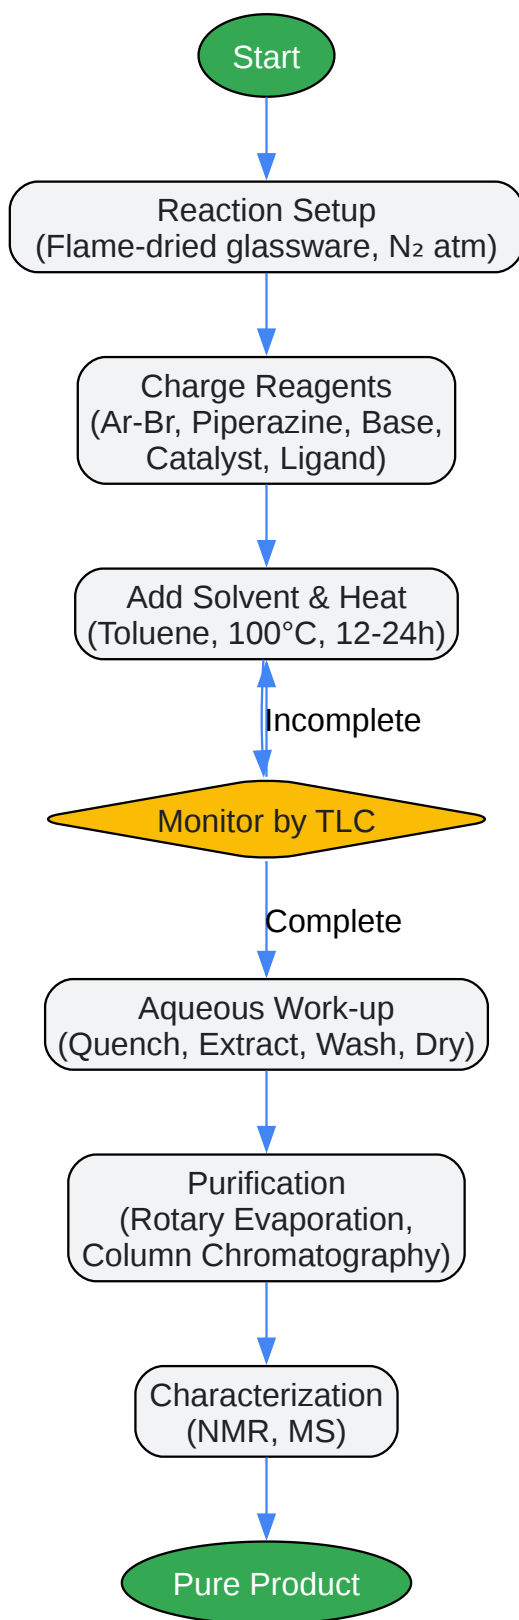 Start
Reaction Setup
(Flame-dried glassware, N₂ atm)
Charge Reagents
(Ar-Br, Piperazine, Base,
Catalyst, Ligand)
Add Solvent & Heat
(Toluene, 100°C, 12-24h)
Incomplete
Monitor by TLC
Complete
Aqueous Work-up
(Quench, Extract, Wash, Dry)
Purification
(Rotary Evaporation,
Column Chromatography)
Characterization
(NMR, MS)
Pure Product